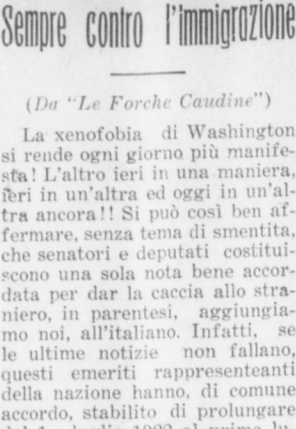 Sempre contro l'immigrazione
(Da "Le Forche Caudine")
La xenofobia di Washington
si rende ogni giorno più manife-
sta! L'altro ieri in una maniera,
ieri in un'altra ed oggi in un'al-
tra ancora!! Si può così ben af-
fermare, senza tema di smentita,
che senatori e deputati costitui-
scono una sola nota bene accor-
data per dar la caccia allo stra-
niero, in parentesi, aggiungia-
mo noi, all'italiano. Infatti, se
le ultime notizie non fallano,
questi emeriti rappresenteanti
della nazione hanno, di comune
accordo, stabilito di prolungare